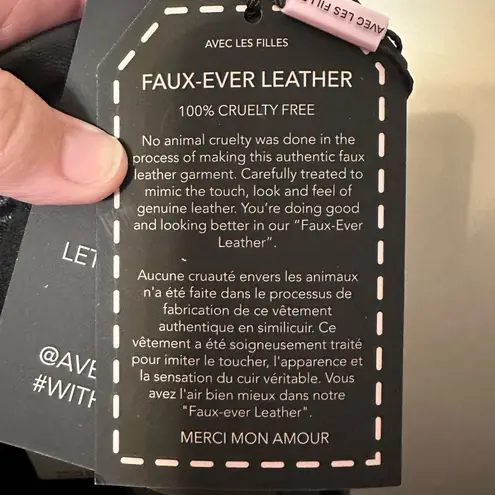 AVEC LES FILLES
AVEC LES FILLES
FAUX-EVER LEATHER
100% CRUELTY FREE
No animal cruelty was done in the
process of making this authentic faux
leather garment. Carefully treated to
mimic the touch, look and feel of
genuine leather. You're doing good
and looking better in our "Faux-Ever
Leather".
Aucune cruauté envers les animaux
n'a été faite dans le processus de
fabrication de ce vêtement
authentique en similicuir. Ce
vêtement a été soigneusement traité
pour imiter le toucher, l'apparence et
la sensation du cuir véritable. Vous
avez l'air bien mieux dans notre
"Faux-ever Leather".
MERCI MON AMOUR
LET
@AVE
#WITH